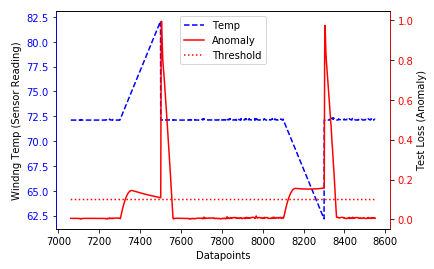 Temp
Anomaly
Threshold
82.5
80.0
77.5
75.0
72.5
70.0
67.5
65.0
62.5
Windng Temp (Sensor Reading)
1.0
0.8
0.6
0.4
0.2
0.0
Test Loss (Anomaly)
7000 7200 7400 7600 7800 8000 8200 8400 8600
Datapoints